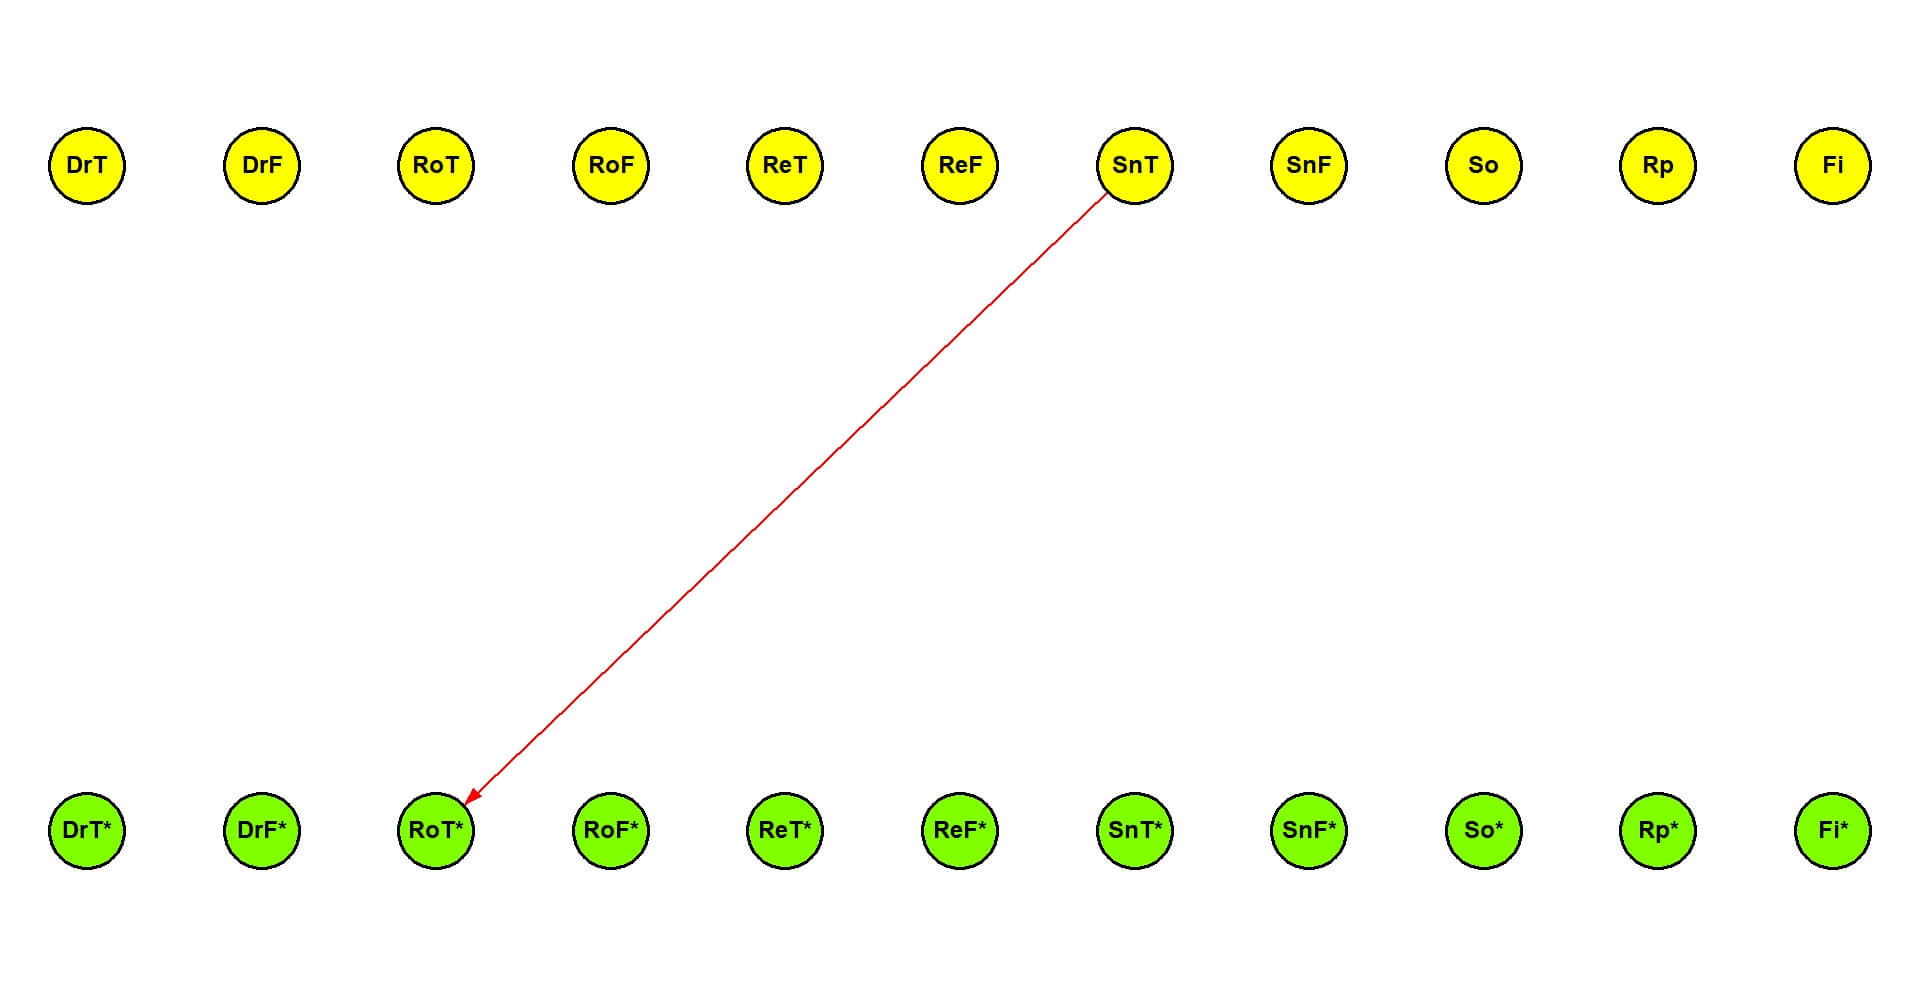 DrT DrF RoT RoF ReT ReF SnT SnF So Rp Fi
DrT* DrF* RoT* RoF* ReT* ReF* SnT* SnF* So* Rp* Fi*